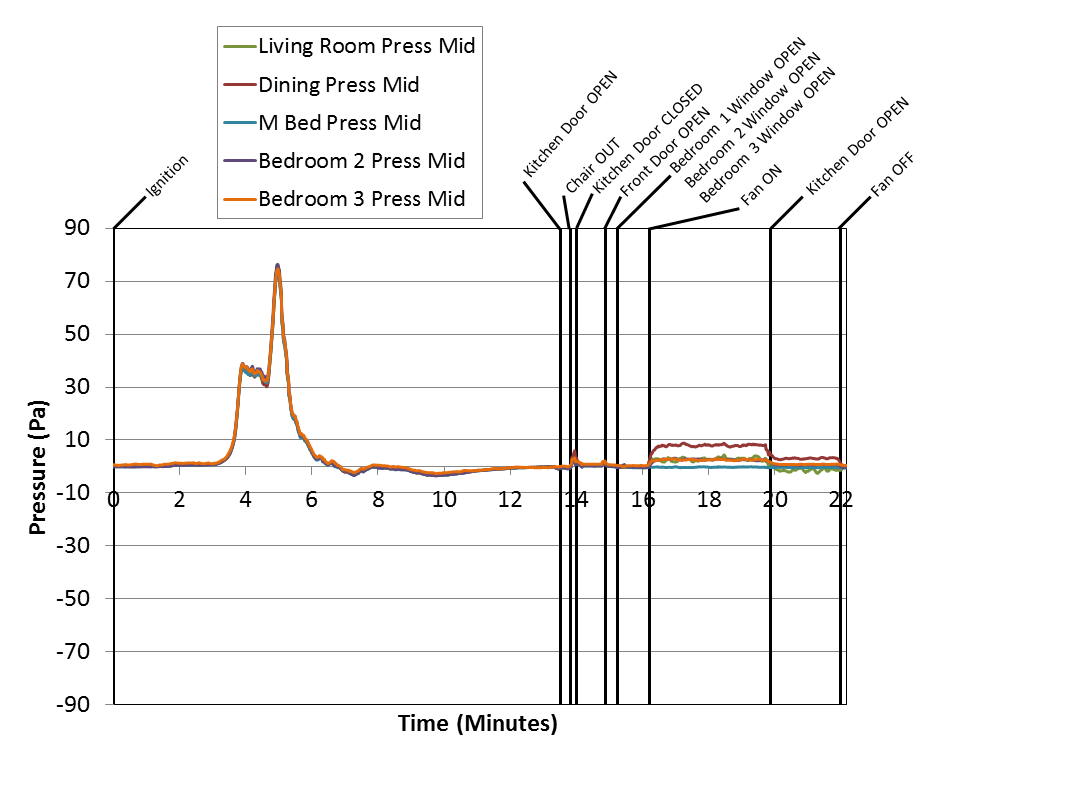 Living Room Press Mid
Dining Press Mid
M Bed Press Mid
Bedroom 2 Press Mid
Bedroom 3 Press Mid
Ignition
Kitchen Door OPEN
Chair OUT
Kitchen Door CLOSED
Front Door OPEN
Bedroom 1 Window OPEN
Bedroom 2 Window OPEN
Bedroom 3 Window OPEN
Fan ON
Kitchen Door OPEN
Fan OFF
90
70
50
30
10
-10
-30
-50
-70
-90
Pressure (Pa)
0 2 4 6 8 10 12 14 16 18 20 22
Time (Minutes)